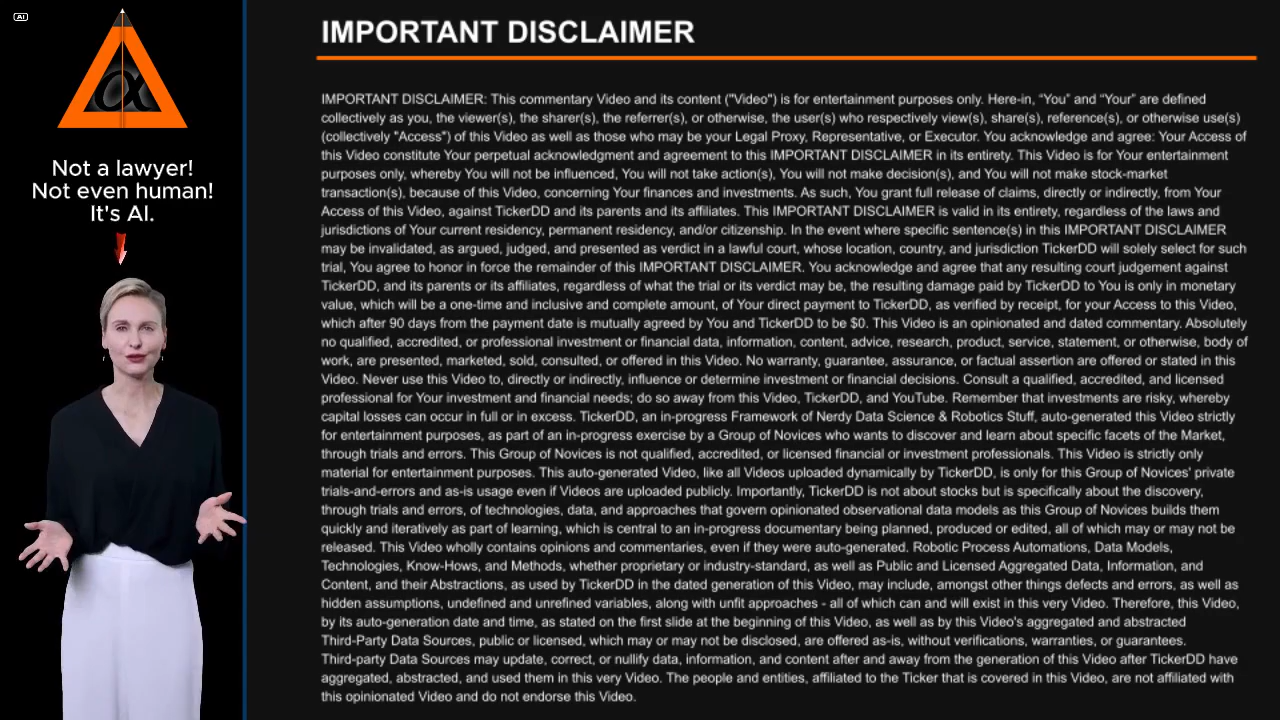 AI
α
IMPORTANT DISCLAIMER
Not a lawyer!
Not even human!
It's AI.
IMPORTANT DISCLAIMER: This commentary Video and its content ("Video") is for entertainment purposes only. Here-in, “You” and “Your” are defined
collectively as you, the viewer(s), the sharer(s), the referrer(s), or otherwise, the user(s) who respectively view(s), share(s), reference(s), or otherwise use(s)
(collectively "Access") of this Video as well as those who may be your Legal Proxy, Representative, or Executor. You acknowledge and agree: Your Access of
this Video constitute Your perpetual acknowledgment and agreement to this IMPORTANT DISCLAIMER in its entirety. This Video is for Your entertainment
purposes only, whereby You will not be influenced, You will not take action(s), You will not make decision(s), and You will not make stock-market
transaction(s), because of this Video, concerning Your finances and investments. As such, You grant full release of claims, directly or indirectly, from Your
Access of this Video, against TickerDD and its parents and its affiliates. This IMPORTANT DISCLAIMER is valid in its entirety, regardless of the laws and
jurisdictions of Your current residency, permanent residency, and/or citizenship. In the event where specific sentence(s) in this IMPORTANT DISCLAIMER
may be invalidated, as argued, judged, and presented as verdict in a lawful court, whose location, country, and jurisdiction TickerDD will solely select for such
trial, You agree to honor in force the remainder of this IMPORTANT DISCLAIMER. You acknowledge and agree that any resulting court judgement against
TickerDD, and its parents or its affiliates, regardless of what the trial or its verdict may be, the resulting damage paid by TickerDD to You is only in monetary
value, which will be a one-time and inclusive and complete amount, of Your direct payment to TickerDD, as verified by receipt, for your Access to this Video,
which after 90 days from the payment date is mutually agreed by You and TickerDD to be $0. This Video is an opinionated and dated commentary. Absolutely
no qualified, accredited, or professional investment or financial data, information, content, advice, research, product, service, statement, or otherwise, body of
work, are presented, marketed, sold, consulted, or offered in this Video. No warranty, guarantee, assurance, or factual assertion are offered or stated in this
Video. Never use this Video to, directly or indirectly, influence or determine investment or financial decisions. Consult a qualified, accredited, and licensed
professional for Your investment and financial needs; do so away from this Video, TickerDD, and YouTube. Remember that investments are risky, whereby
capital losses can occur in full or in excess. TickerDD, an in-progress Framework of Nerdy Data Science & Robotics Stuff, auto-generated this Video strictly
for entertainment purposes, as part of an in-progress exercise by a Group of Novices who wants to discover and learn about specific facets of the Market,
through trials and errors. This Group of Novices is not qualified, accredited, or licensed financial or investment professionals. This Video is strictly only
material for entertainment purposes. This auto-generated Video, like all Videos uploaded dynamically by TickerDD, is only for this Group of Novices' private
trials-and-errors and as-is usage even if Videos are uploaded publicly. Importantly, TickerDD is not about stocks but is specifically about the discovery,
through trials and errors, of technologies, data, and approaches that govern opinionated observational data models as this Group of Novices builds them
quickly and iteratively as part of learning, which is central to an in-progress documentary being planned, produced or edited, all of which may or may not be
released. This Video wholly contains opinions and commentaries, even if they were auto-generated. Robotic Process Automations, Data Models,
Technologies, Know-Hows, and Methods, whether proprietary or industry-standard, as well as Public and Licensed Aggregated Data, Information, and
Content, and their Abstractions, as used by TickerDD in the dated generation of this Video, may include, amongst other things defects and errors, as well as
hidden assumptions, undefined and unrefined variables, along with unfit approaches - all of which can and will exist in this very Video. Therefore, this Video,
by its auto-generation date and time, as stated on the first slide at the beginning of this Video, as well as by this Video's aggregated and abstracted
Third-Party Data Sources, public or licensed, which may or may not be disclosed, are offered as-is, without verifications, warranties, or guarantees.
Third-party Data Sources may update, correct, or nullify data, information, and content after and away from the generation of this Video after TickerDD have
aggregated, abstracted, and used them in this very Video. The people and entities, affiliated to the Ticker that is covered in this Video, are not affiliated with
this opinionated Video and do not endorse this Video.